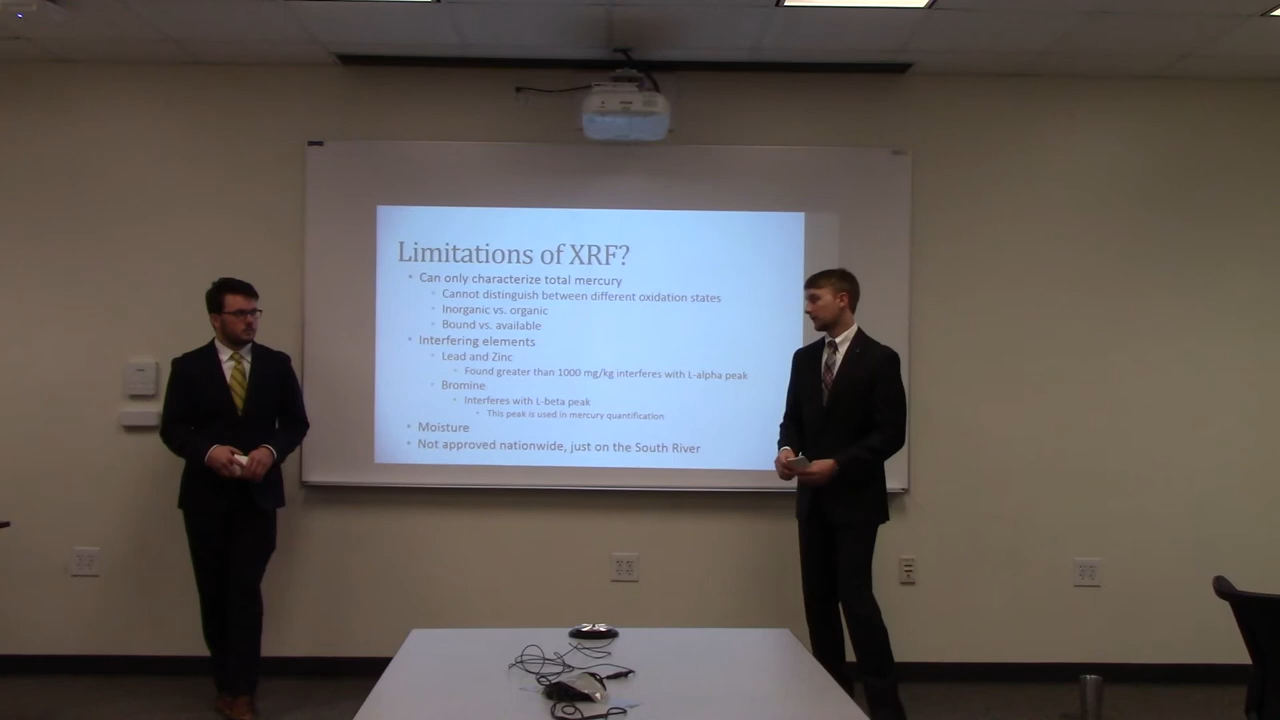 Limitations of XRF?
• Can only characterize total mercury
• Cannot distinguish between different oxidation states
• Inorganic vs. organic
• Bound vs. available
• Interfering elements
• Lead and Zinc
• Found greater than 1000 mg/kg interferes with L-alpha peak
• Bromine
• Interferes with L-beta peak
• This peak is used in mercury quantification
• Moisture
• Not approved nationwide, just on the South River